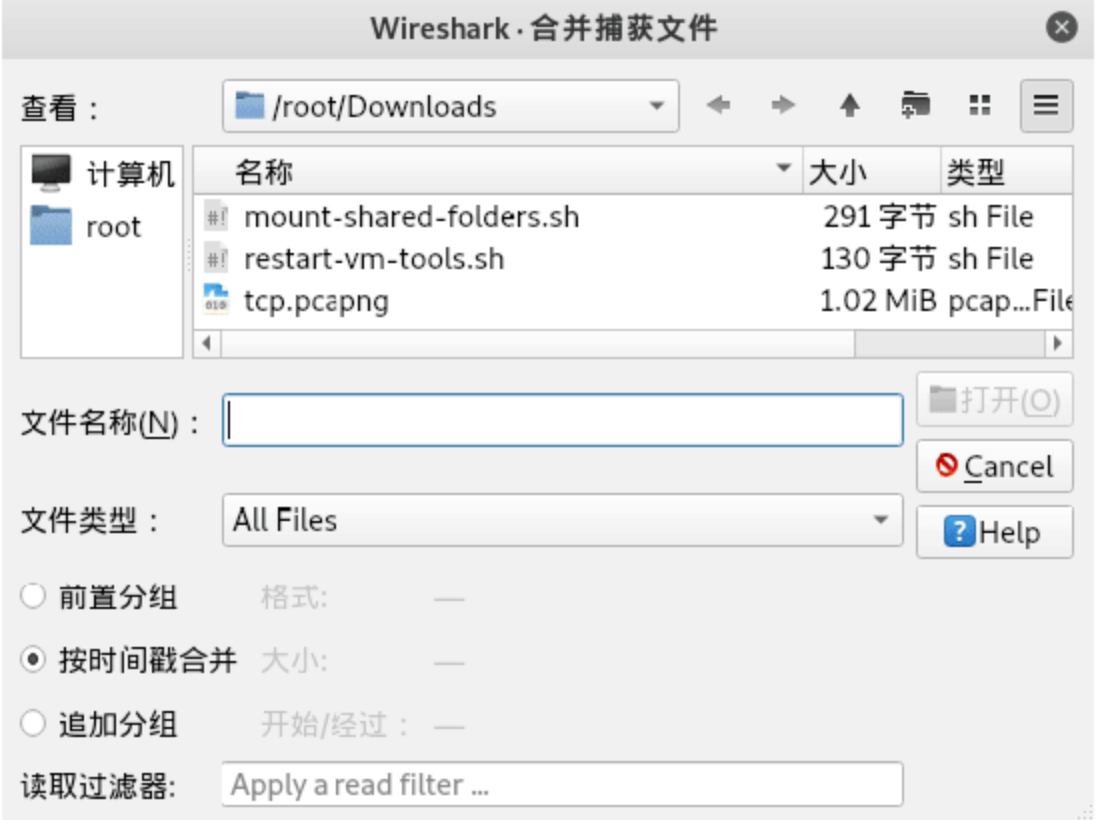 Wireshark · 合并捕获文件
查看： /root/Downloads
计算机
root
名称 大小 类型
mount-shared-folders.sh 291 字节 sh File
restart-vm-tools.sh 130 字节 sh File
tcp.pcapng 1.02 MiB pcap...File
文件名称(N)： 打开(O)
Cancel
文件类型： All Files
Help
前置分组 格式: —
按时间戳合并 大小: —
追加分组 开始/经过： —
读取过滤器: Apply a read filter ...